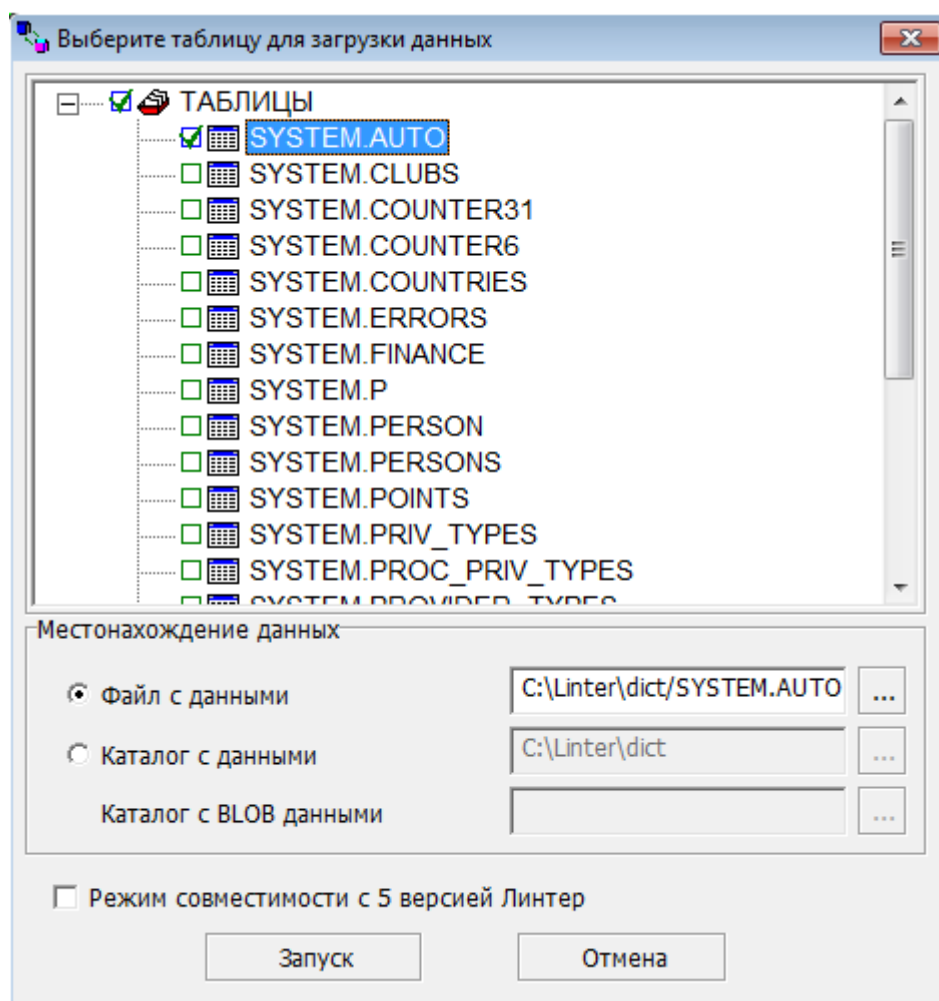 Выберите таблицу для загрузки данных
ТАБЛИЦЫ
SYSTEM.AUTO
SYSTEM.CLUBS
SYSTEM.COUNTER31
SYSTEM.COUNTER6
SYSTEM.COUNTRIES
SYSTEM.ERRORS
SYSTEM.FINANCE
SYSTEM.P
SYSTEM.PERSON
SYSTEM.PERSONS
SYSTEM.POINTS
SYSTEM.PRIV_TYPES
SYSTEM.PROC_PRIV_TYPES
SYSTEM.PROVIDER_TYPES
Местонахождение данных
Файл с данными C:\Linter\dict/SYSTEM.AUTO ...
Каталог с данными C:\Linter\dict ...
Каталог с BLOB данными ...
Режим совместимости с 5 версией Линтер
Запуск Отмена